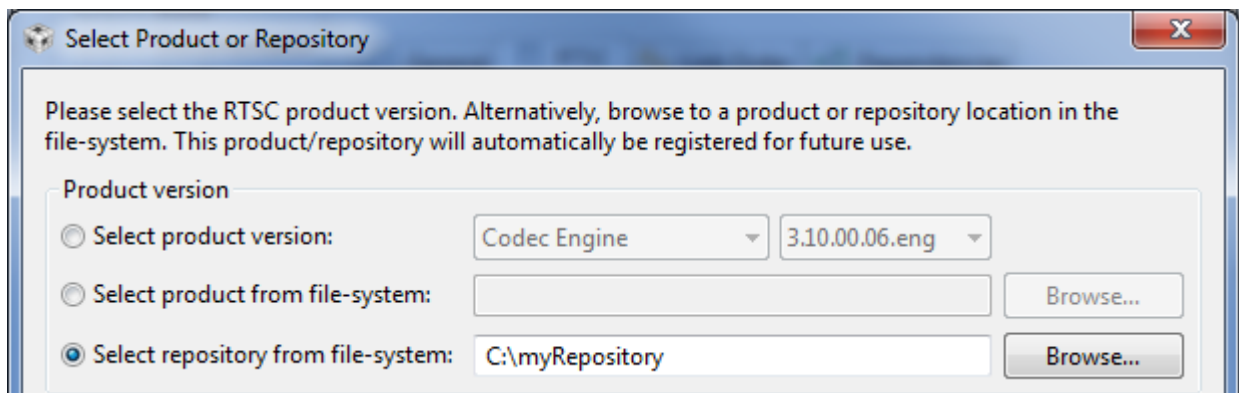 Select Product or Repository
X
Please select the RTSC product version. Alternatively, browse to a product or repository location in the
file-system. This product/repository will automatically be registered for future use.
Product version
Select product version: Codec Engine 3.10.00.06.eng
Select product from file-system: Browse...
Select repository from file-system: C:\myRepository Browse...